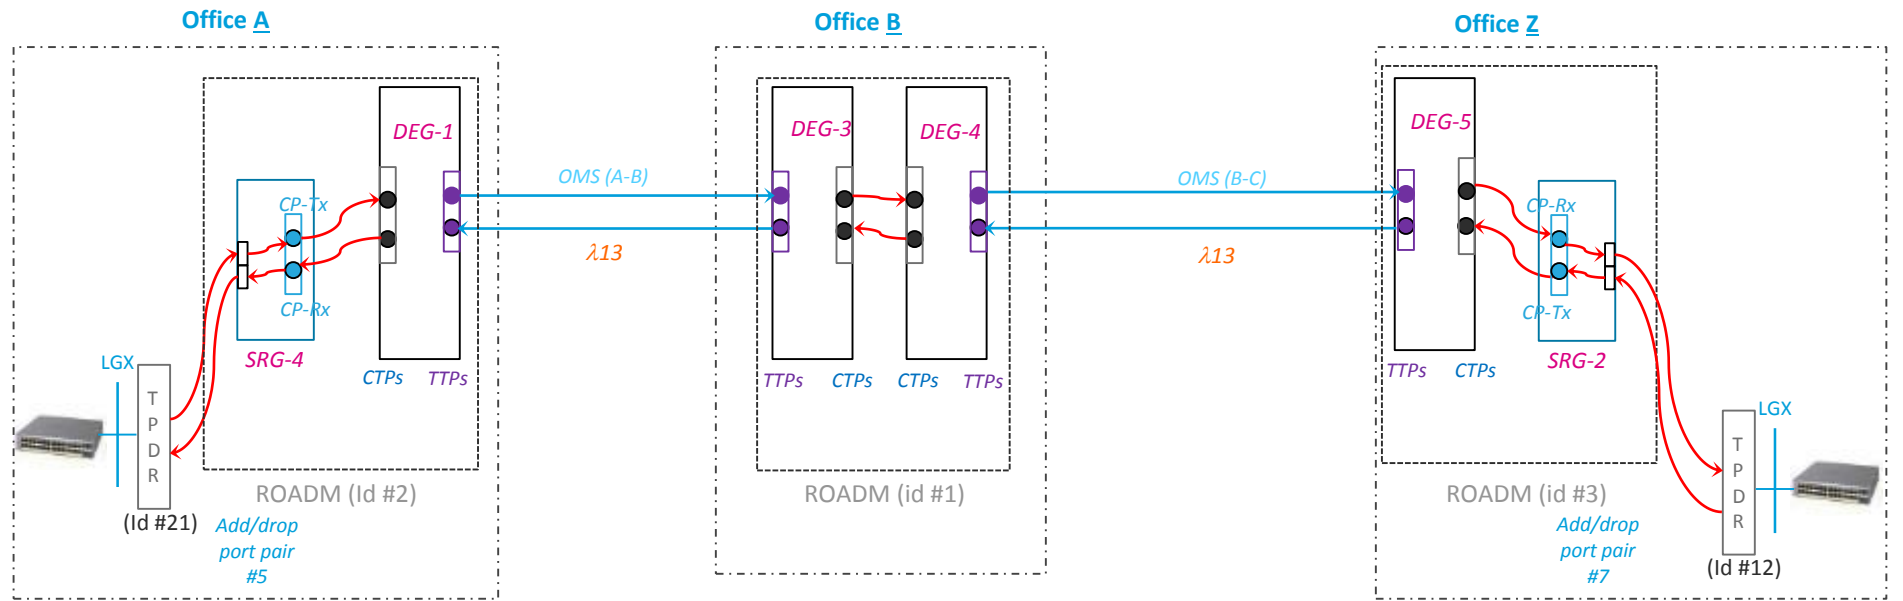 Office A
Office B
Office Z
DEG-1
DEG-3
DEG-4
DEG-5
OMS (A-B)
OMS (B-C)
CP-Tx
CP-Rx
λ13
λ13
CP-Rx
CP-Tx
SRG-4
SRG-2
LGX
CTPs
TTPs
TTPs
CTPs
CTPs
TTPs
TTPs
CTPs
LGX
T
P
D
R
T
P
D
R
ROADM (Id #2)
ROADM (id #1)
ROADM (id #3)
(Id #21)
Add/drop
port pair
#5
Add/drop
port pair
#7
(Id #12)